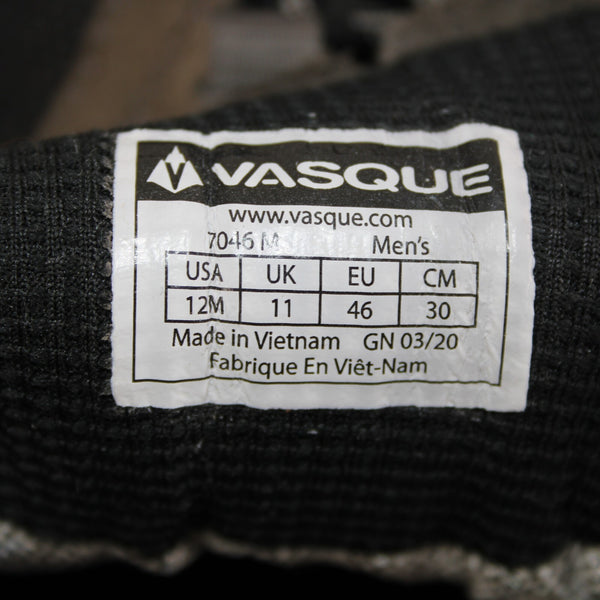 VASQUE
www.vasque.com
7046 M Men's
USA UK EU CM
12M 11 46 30
Made in Vietnam GN 03/20
Fabrique En Viêt-Nam